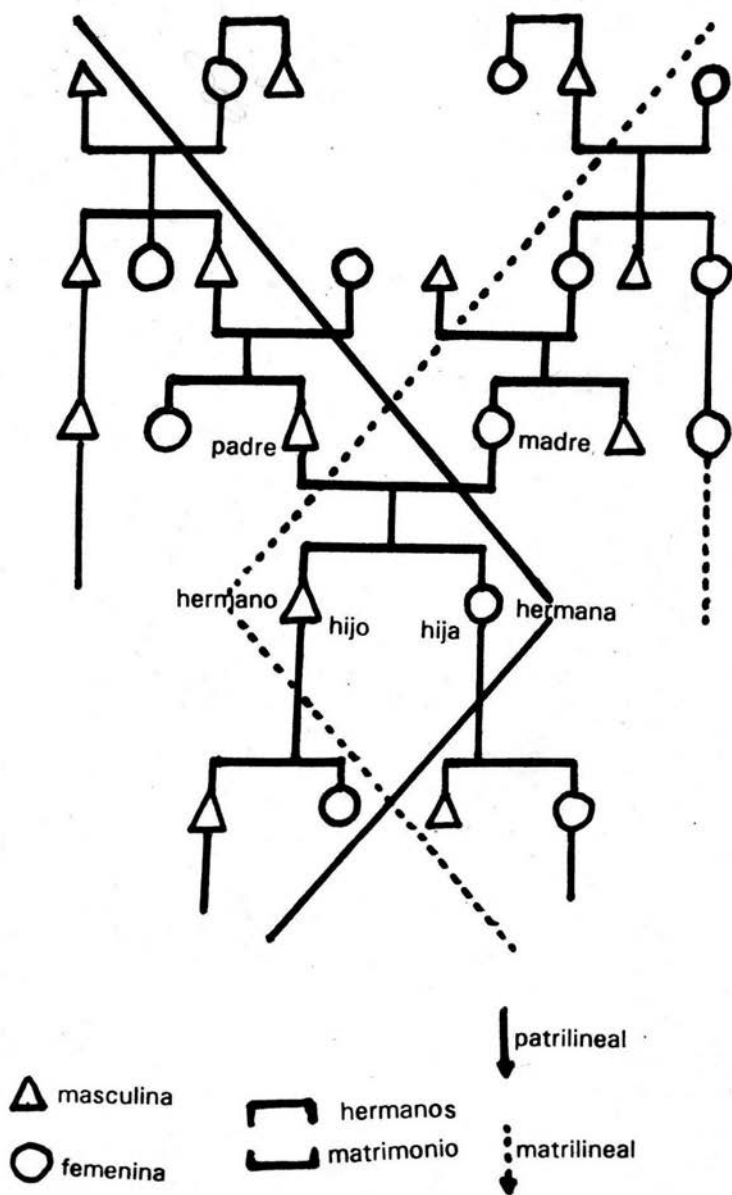 padre
madre
hermano
hijo
hija
hermana
patrilineal
masculina
hermanos
femenina
matrimonio
matrilineal